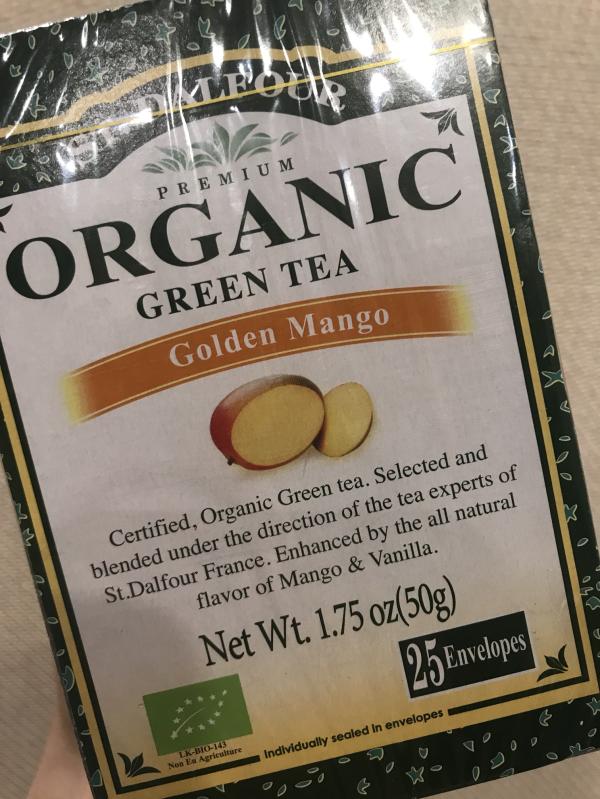 ST. DALFOUR
PREMIUM
ORGANIC
GREEN TEA
Golden Mango
Certified, Organic Green tea. Selected and
blended under the direction of the tea experts of
St.Dalfour France. Enhanced by the all natural
flavor of Mango & Vanilla.
Net Wt. 1.75 oz(50g)
25 Envelopes
LK-BIO-143
Non Eu Agriculture
Individually sealed in envelopes